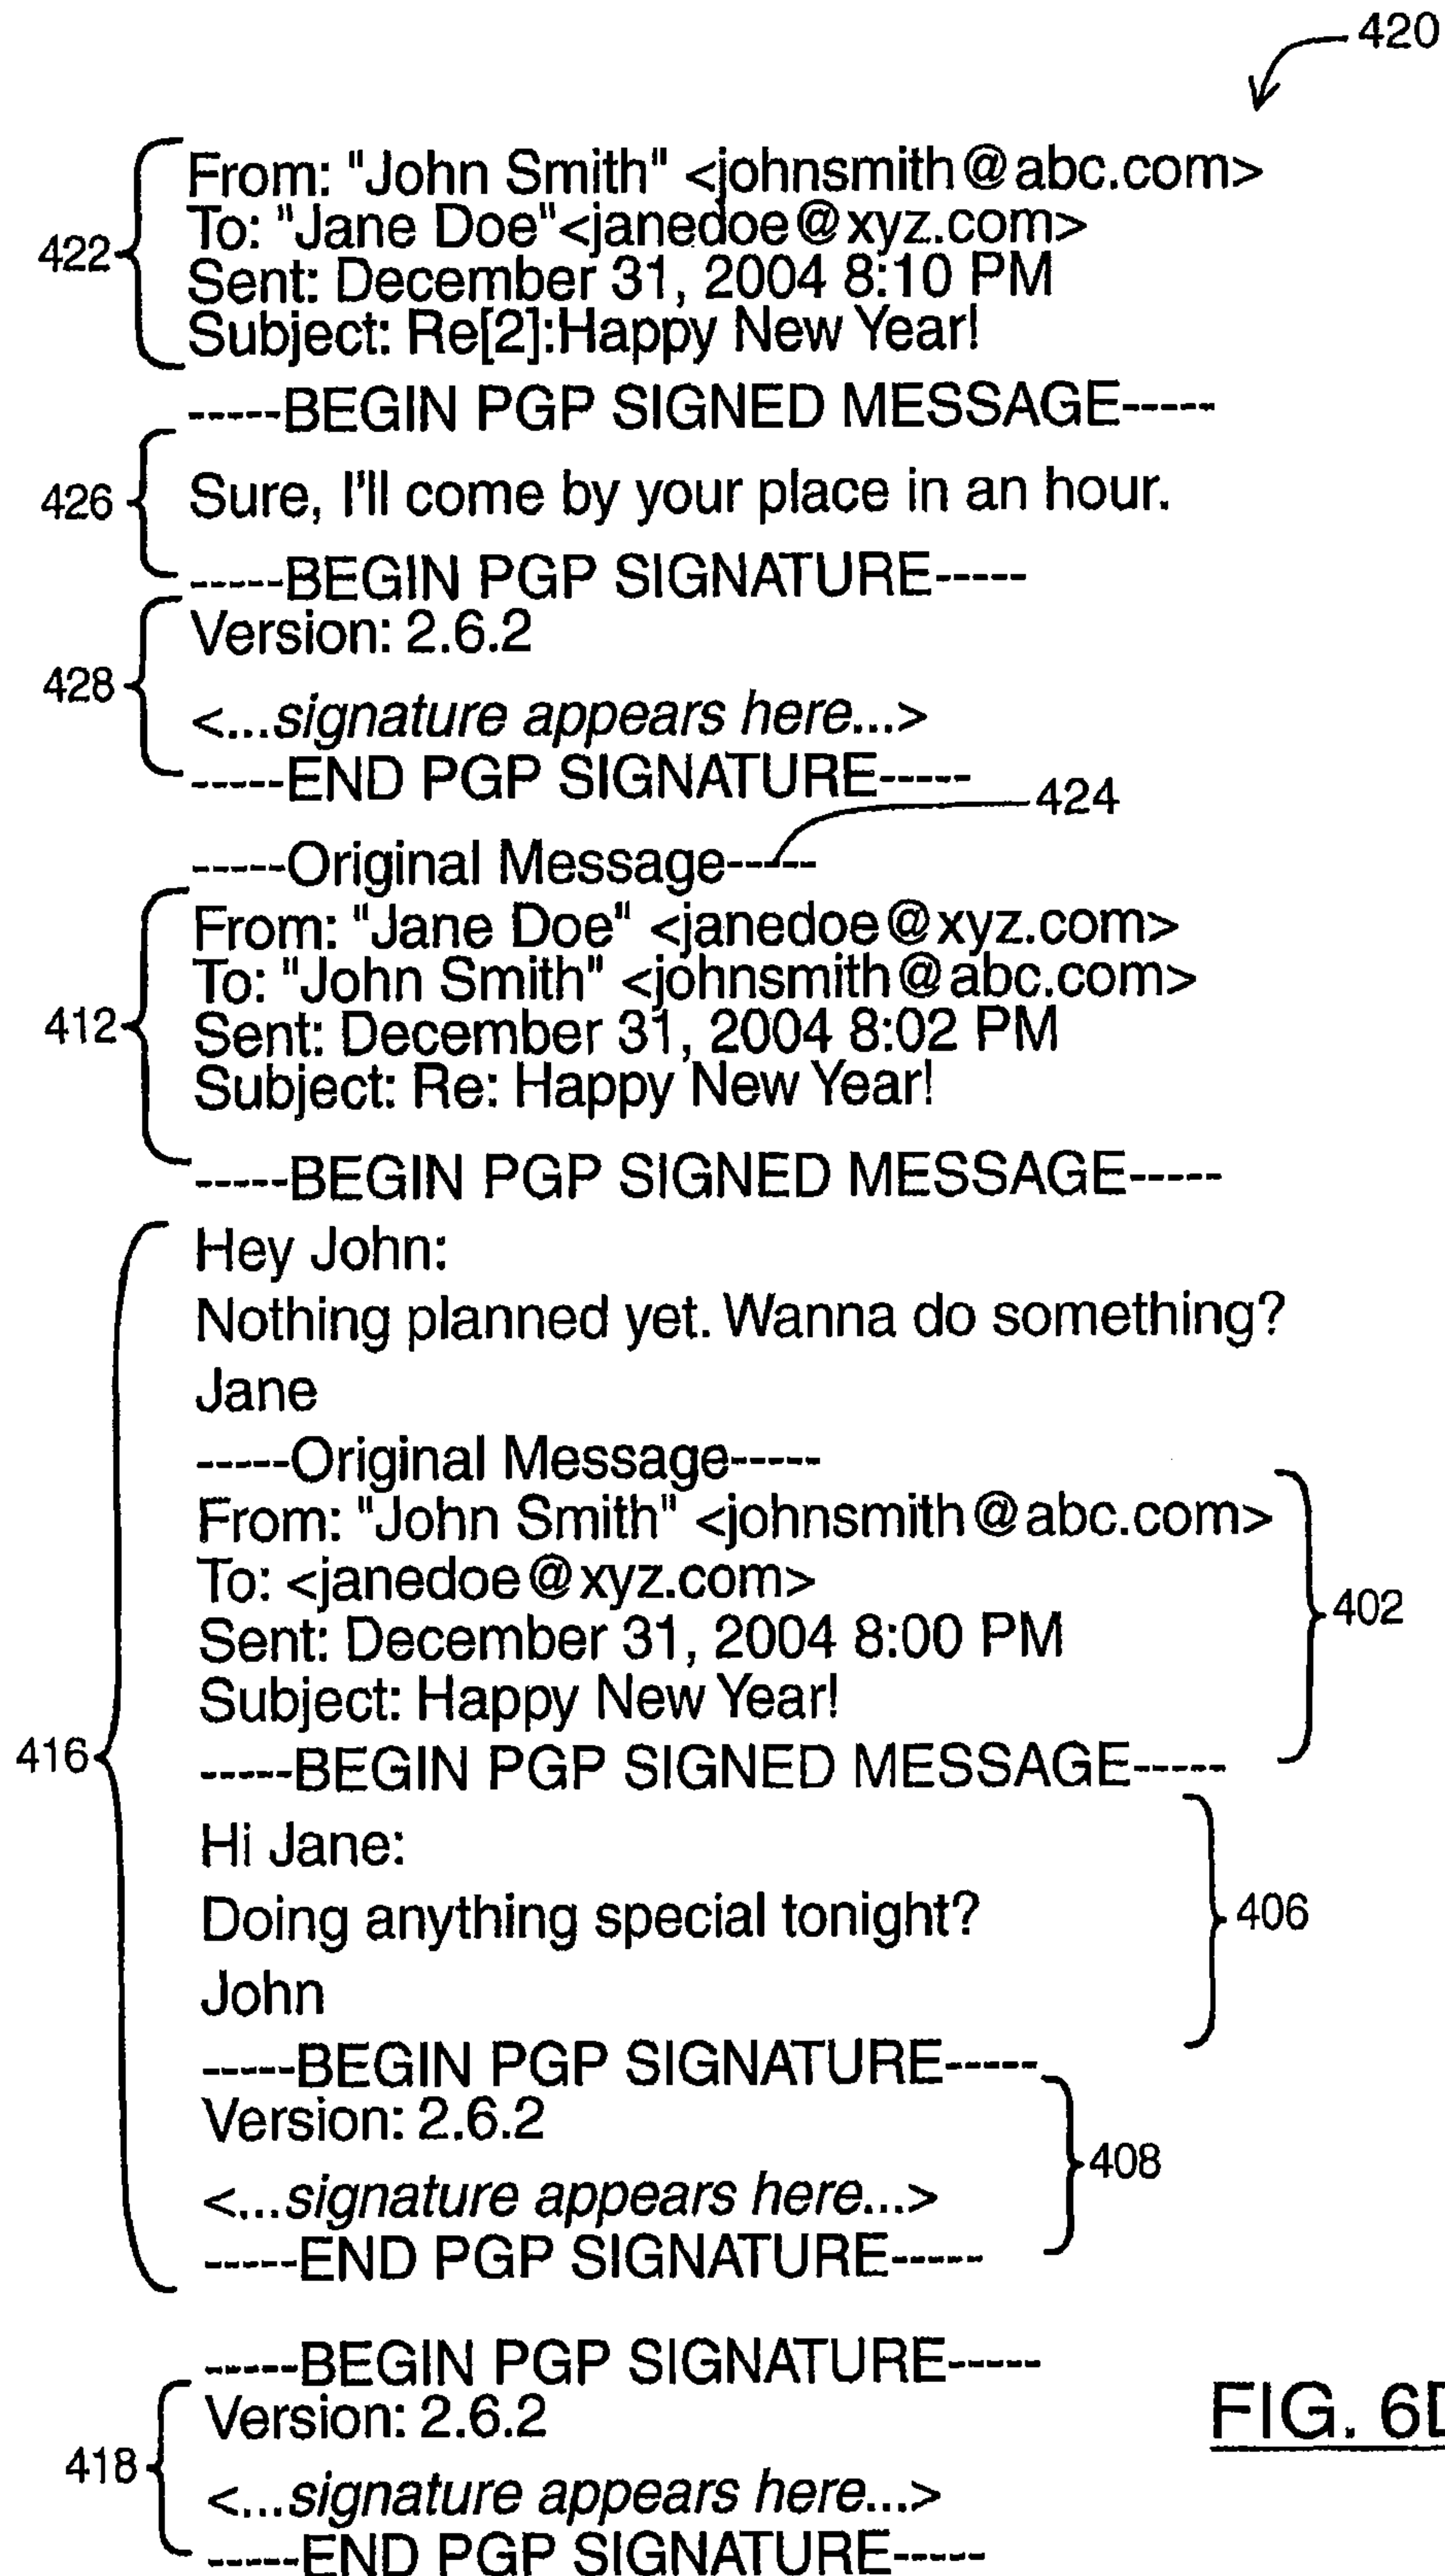 420
From: "John Smith" <johnsmith@abc.com>
To: "Jane Doe"<janedoe@xyz.com>
422
Sent: December 31, 2004 8:10 PM
Subject: Re[2]:Happy New Year!
-----BEGIN PGP SIGNED MESSAGE-----
426
Sure, I'll come by your place in an hour.
-----BEGIN PGP SIGNATURE-----
Version: 2.6.2
428
<...signature appears here...>
-----END PGP SIGNATURE-----
424
-----Original Message-----
From: "Jane Doe" <janedoe@xyz.com>
To: "John Smith" <johnsmith@abc.com>
412
Sent: December 31, 2004 8:02 PM
Subject: Re: Happy New Year!
-----BEGIN PGP SIGNED MESSAGE-----
Hey John:
Nothing planned yet. Wanna do something?
Jane
-----Original Message-----
From: "John Smith" <johnsmith@abc.com>
To: <janedoe@xyz.com>
402
Sent: December 31, 2004 8:00 PM
Subject: Happy New Year!
416
-----BEGIN PGP SIGNED MESSAGE-----
Hi Jane:
Doing anything special tonight?
406
John
-----BEGIN PGP SIGNATURE-----
Version: 2.6.2
408
<...signature appears here...>
-----END PGP SIGNATURE-----
-----BEGIN PGP SIGNATURE-----
Version: 2.6.2
FIG. 6D
418
<...signature appears here...>
-----END PGP SIGNATURE-----